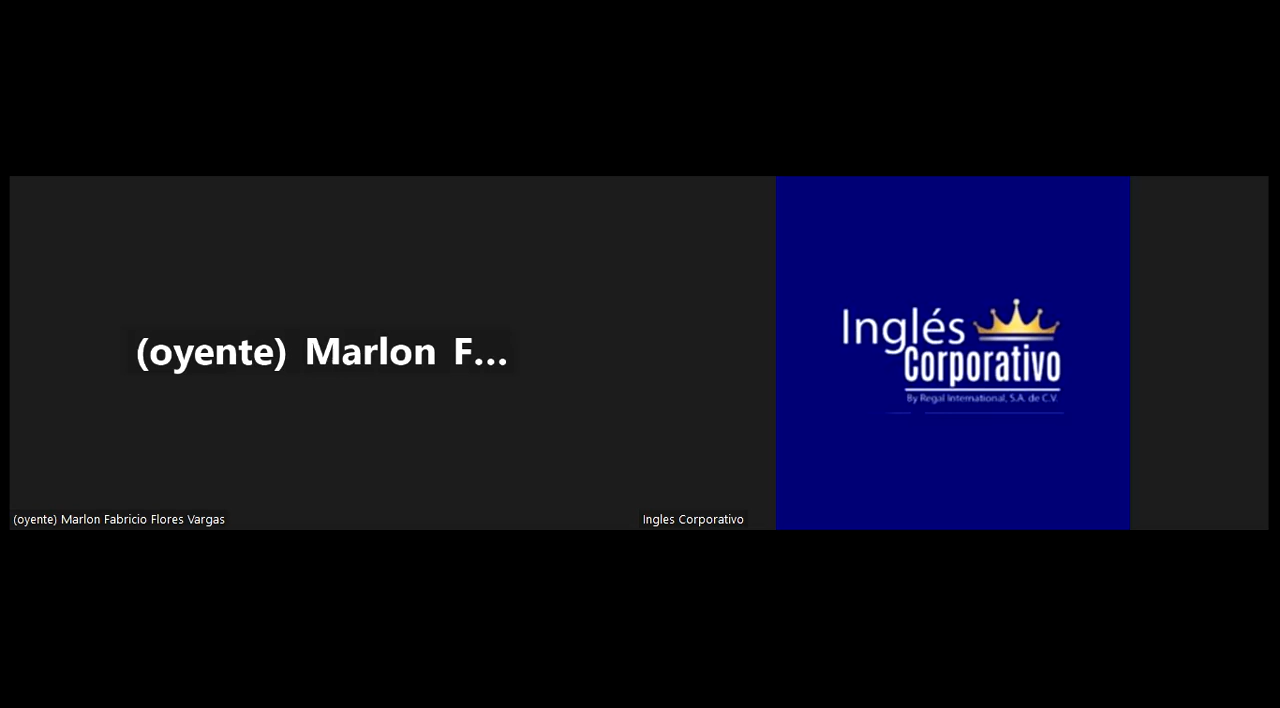 (oyente) Marlon F...
Inglés
Corporativo
By Regal International, S.A. de C.V.
(oyente) Marlon Fabricio Flores Vargas
Ingles Corporativo